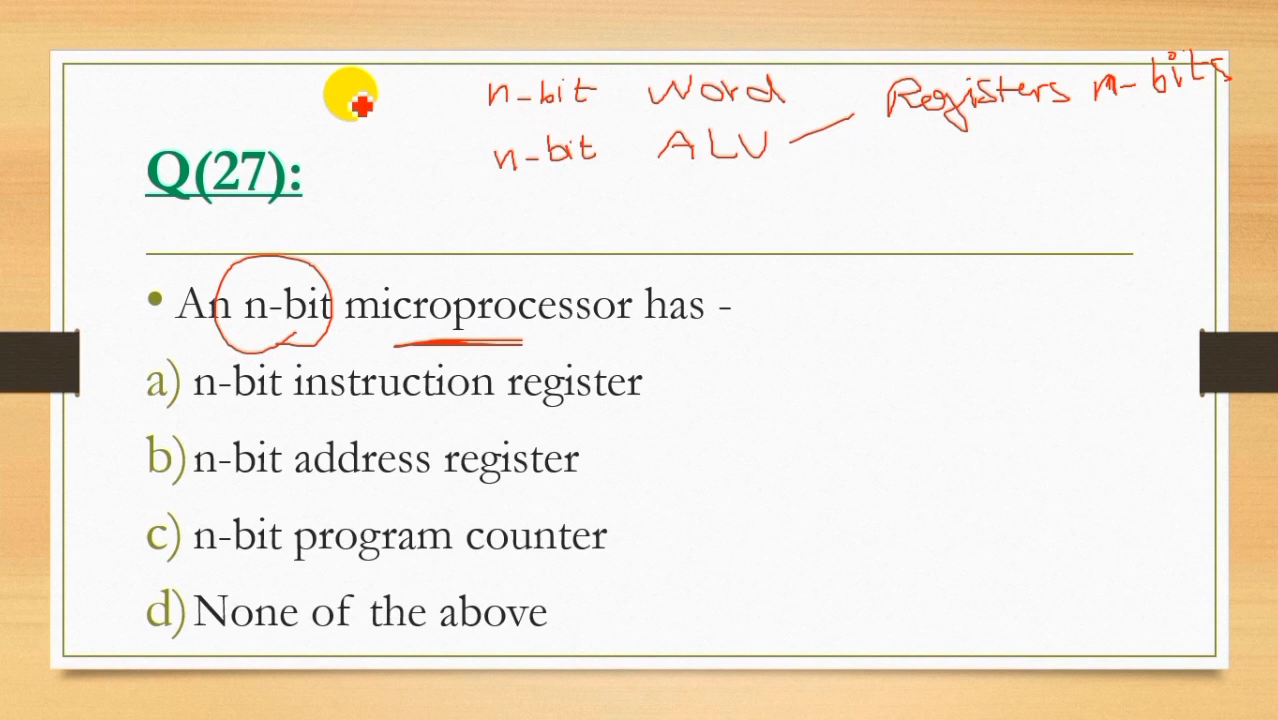 n-bit Word Registers n-bits
n-bit ALU
Q(27):
• An n-bit microprocessor has -
a) n-bit instruction register
b) n-bit address register
c) n-bit program counter
d) None of the above